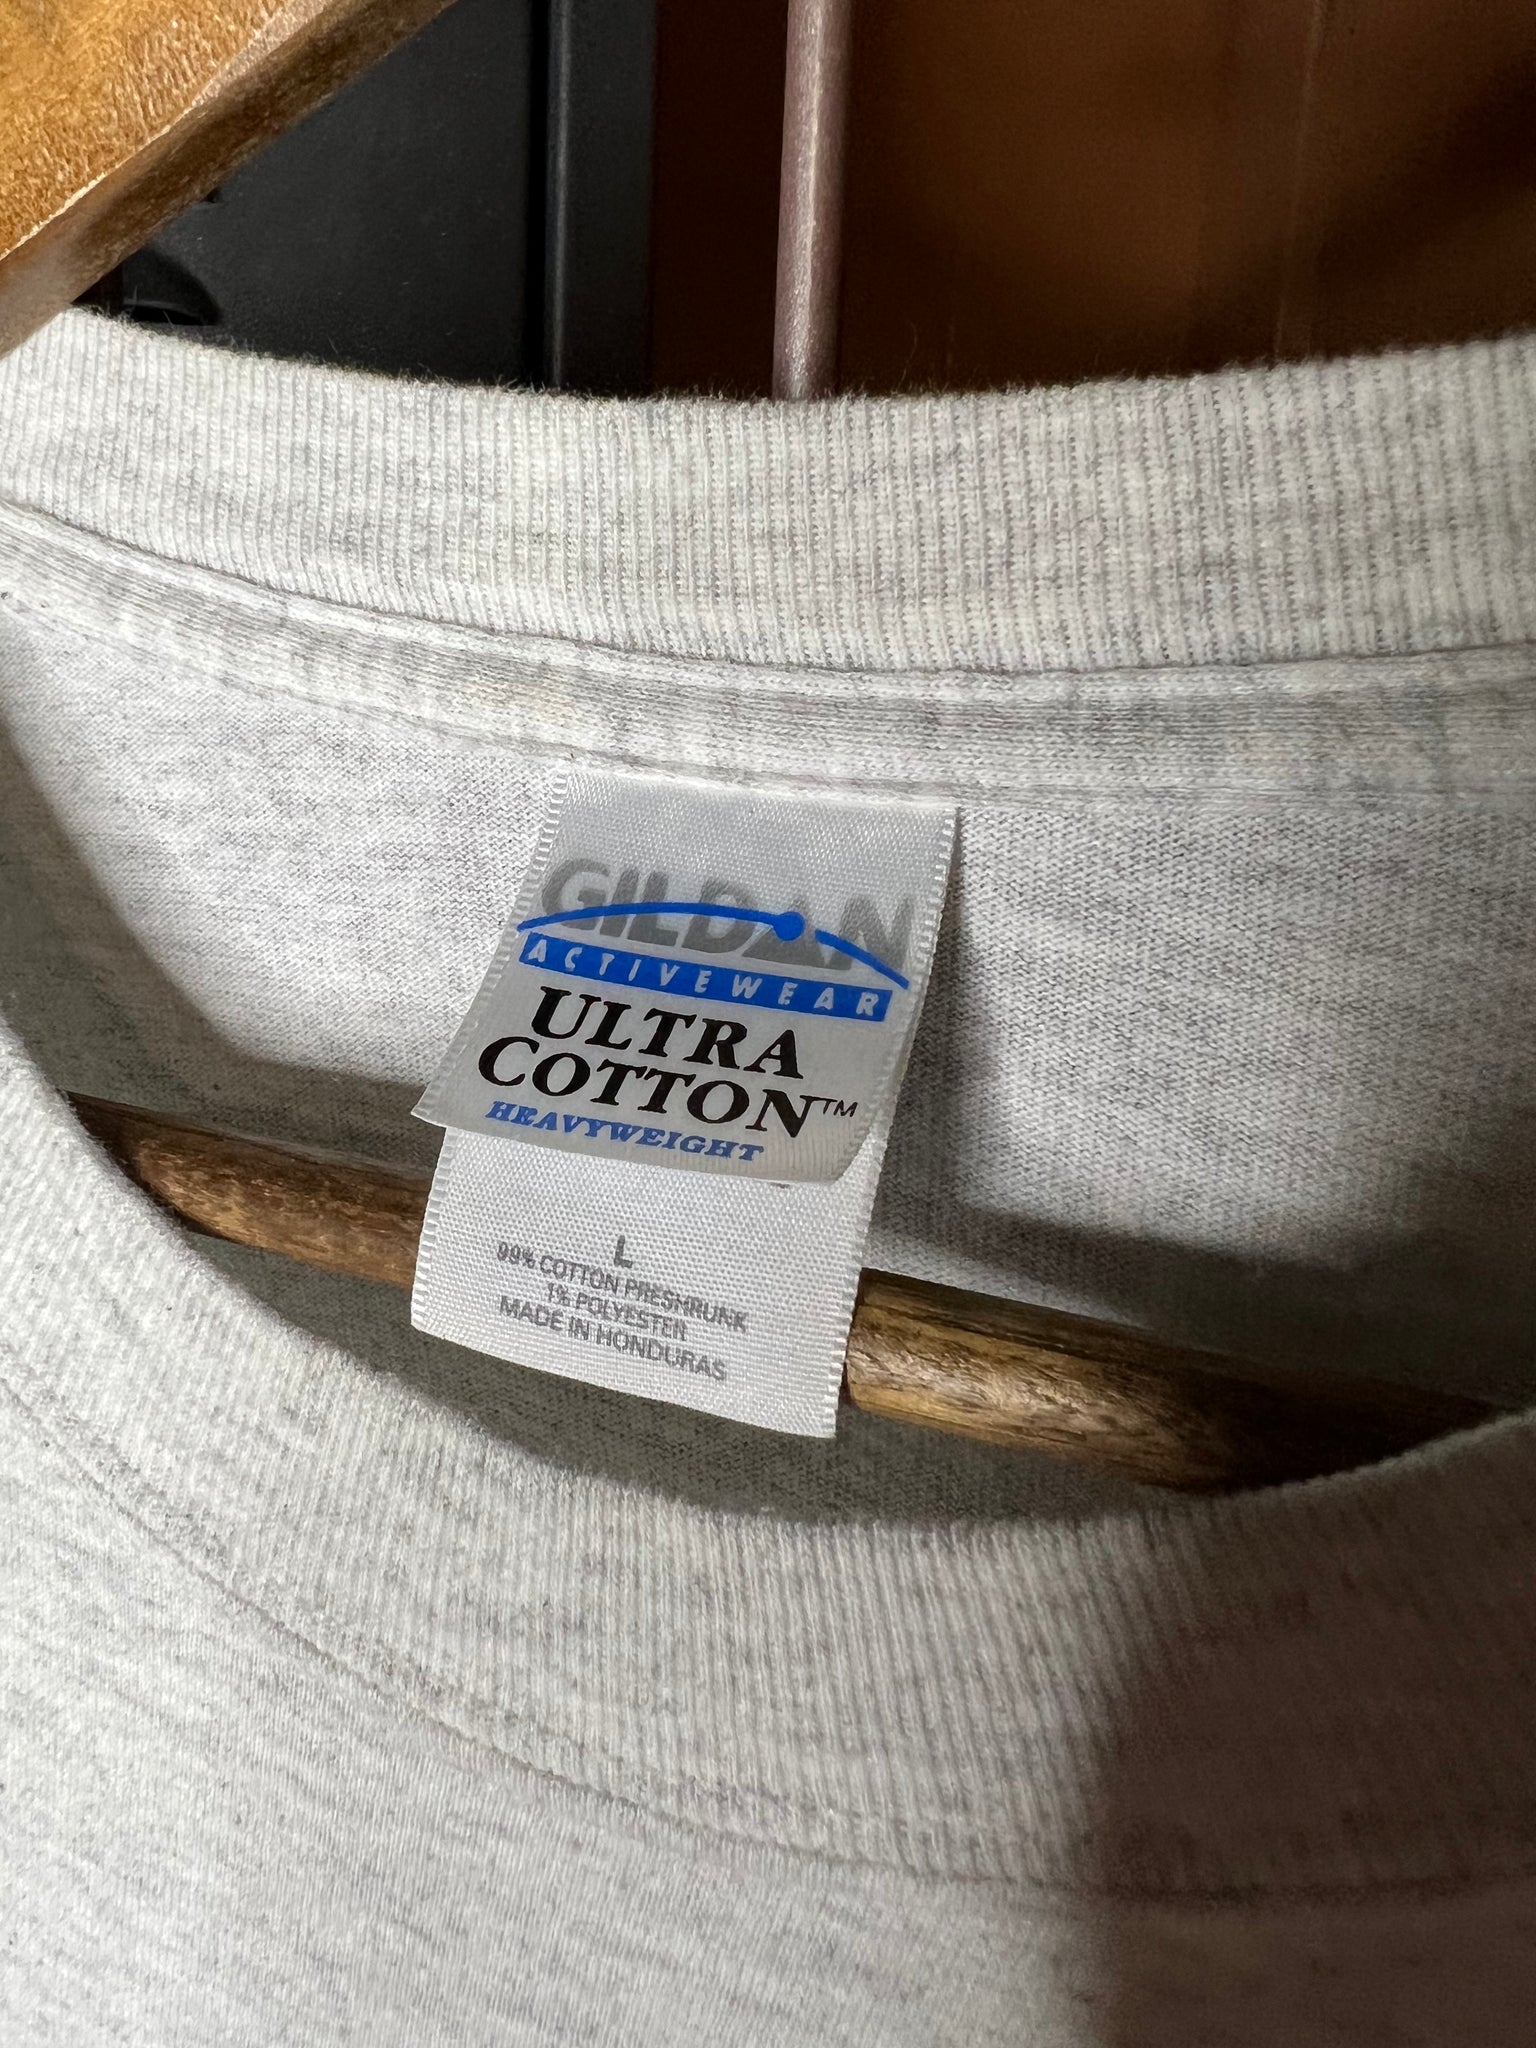 GILDAN
ACTIVEWEAR
ULTRA
COTTON™
HEAVYWEIGHT
L
99% COTTON PRESHRUNK
1% POLYESTER
MADE IN HONDURAS